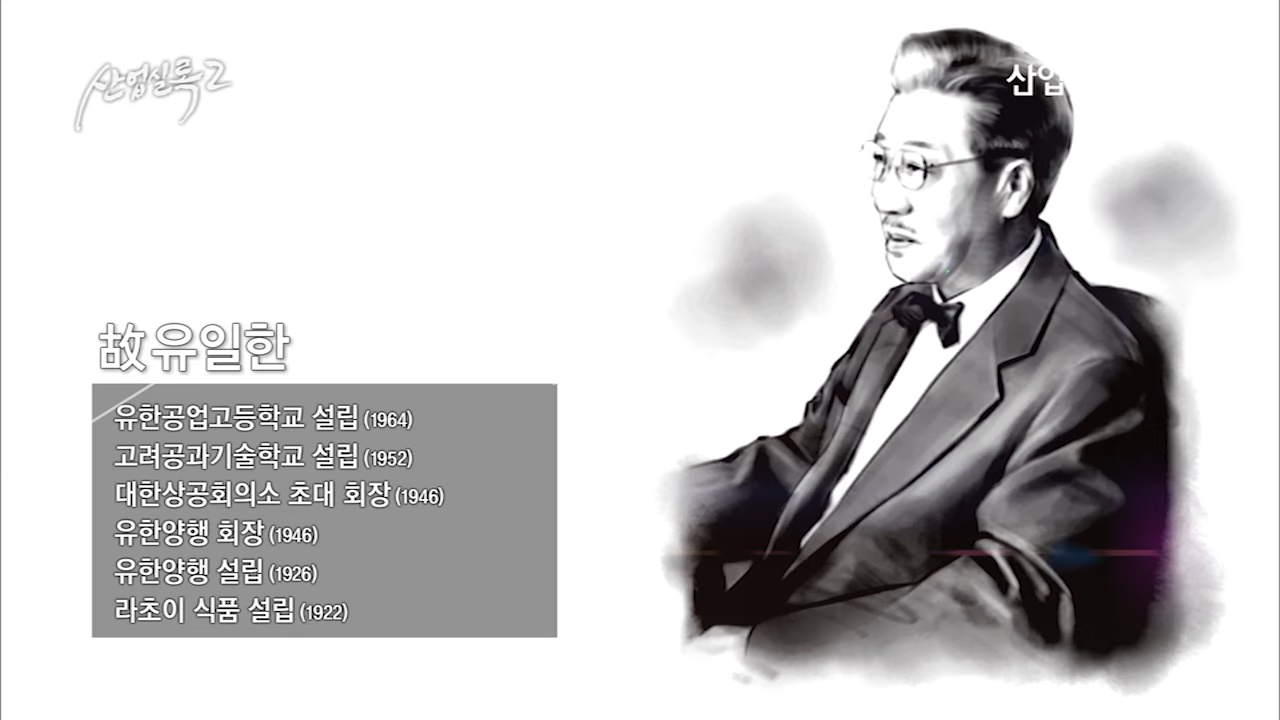 산업실록2
산업
故유일한
유한공업고등학교 설립 (1964)
고려공과기술학교 설립 (1952)
대한상공회의소 초대 회장 (1946)
유한양행 회장 (1946)
유한양행 설립 (1926)
라초이 식품 설립 (1922)